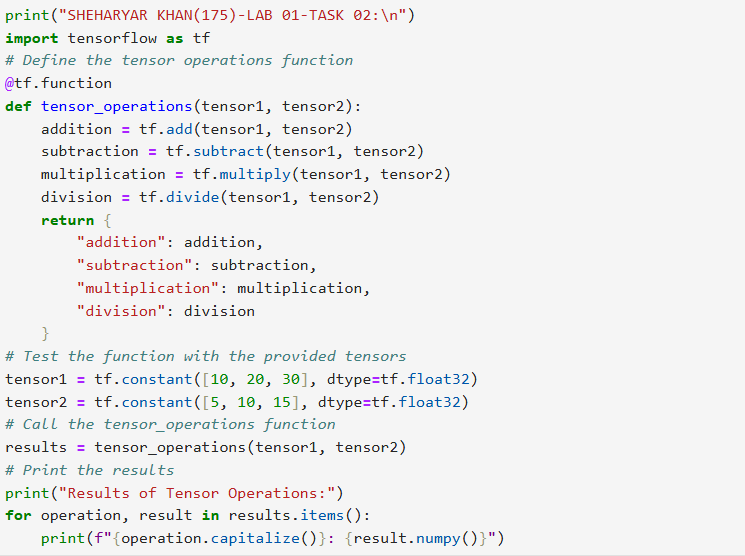 print("SHEHARYAR KHAN(175)-LAB 01-TASK 02:\n")
import tensorflow as tf
# Define the tensor operations function
@tf.function
def tensor_operations(tensor1, tensor2):
    addition = tf.add(tensor1, tensor2)
    subtraction = tf.subtract(tensor1, tensor2)
    multiplication = tf.multiply(tensor1, tensor2)
    division = tf.divide(tensor1, tensor2)
    return {
        "addition": addition,
        "subtraction": subtraction,
        "multiplication": multiplication,
        "division": division
    }
# Test the function with the provided tensors
tensor1 = tf.constant([10, 20, 30], dtype=tf.float32)
tensor2 = tf.constant([5, 10, 15], dtype=tf.float32)
# Call the tensor_operations function
results = tensor_operations(tensor1, tensor2)
# Print the results
print("Results of Tensor Operations:")
for operation, result in results.items():
    print(f"{operation.capitalize()}: {result.numpy()}")